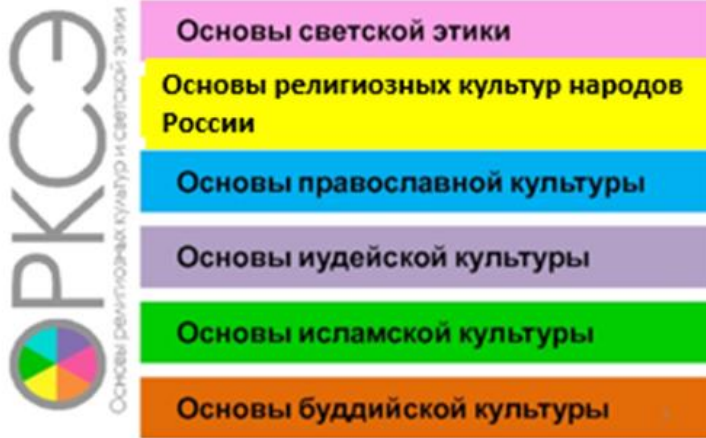 ОРКСЭ
Основы религиозных культур и светской этики
Основы светской этики
Основы религиозных культур народов
России
Основы православной культуры
Основы иудейской культуры
Основы исламской культуры
Основы буддийской культуры